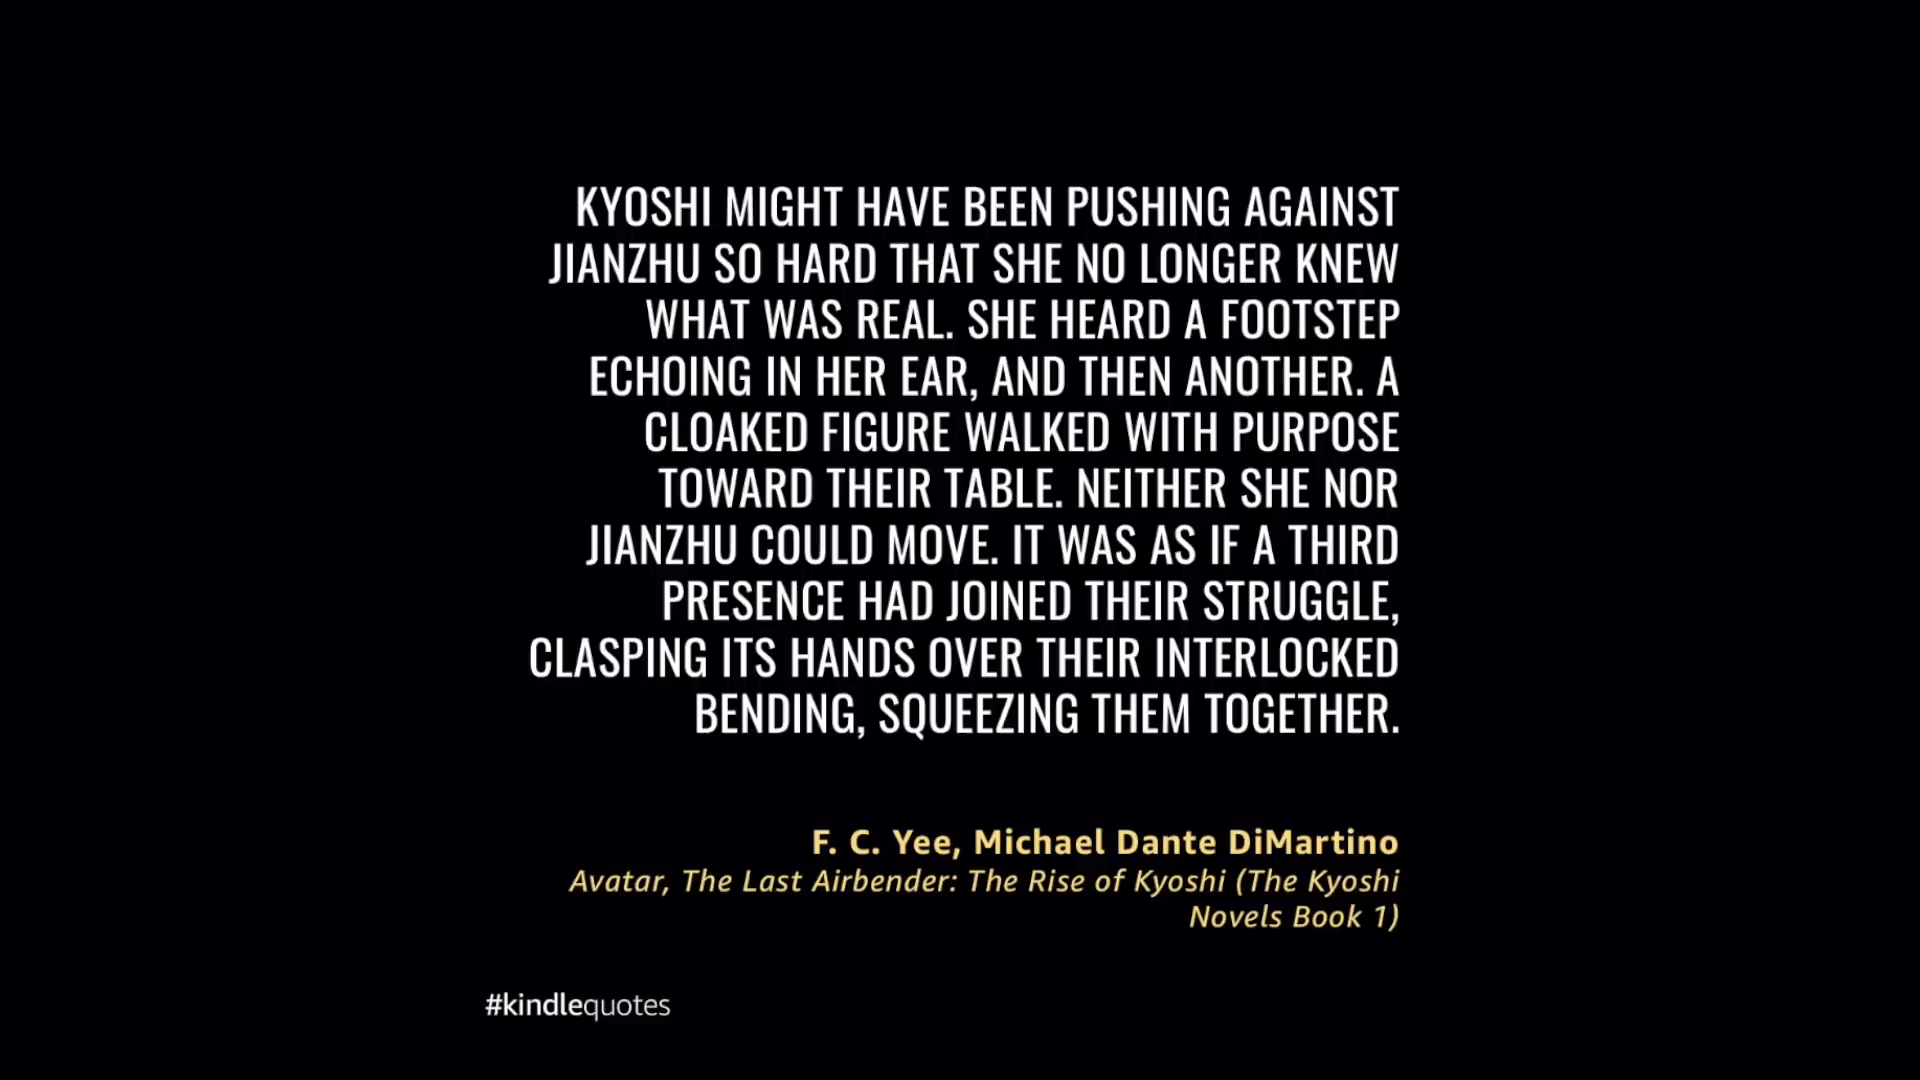 KYOSHI MIGHT HAVE BEEN PUSHING AGAINST
JIANZHU SO HARD THAT SHE NO LONGER KNEW
WHAT WAS REAL. SHE HEARD A FOOTSTEP
ECHOING IN HER EAR, AND THEN ANOTHER. A
CLOAKED FIGURE WALKED WITH PURPOSE
TOWARD THEIR TABLE. NEITHER SHE NOR
JIANZHU COULD MOVE. IT WAS AS IF A THIRD
PRESENCE HAD JOINED THEIR STRUGGLE,
CLASPING ITS HANDS OVER THEIR INTERLOCKED
BENDING, SQUEEZING THEM TOGETHER.
F. C. Yee, Michael Dante DiMartino
Avatar, The Last Airbender: The Rise of Kyoshi (The Kyoshi
Novels Book 1)
#kindlequotes